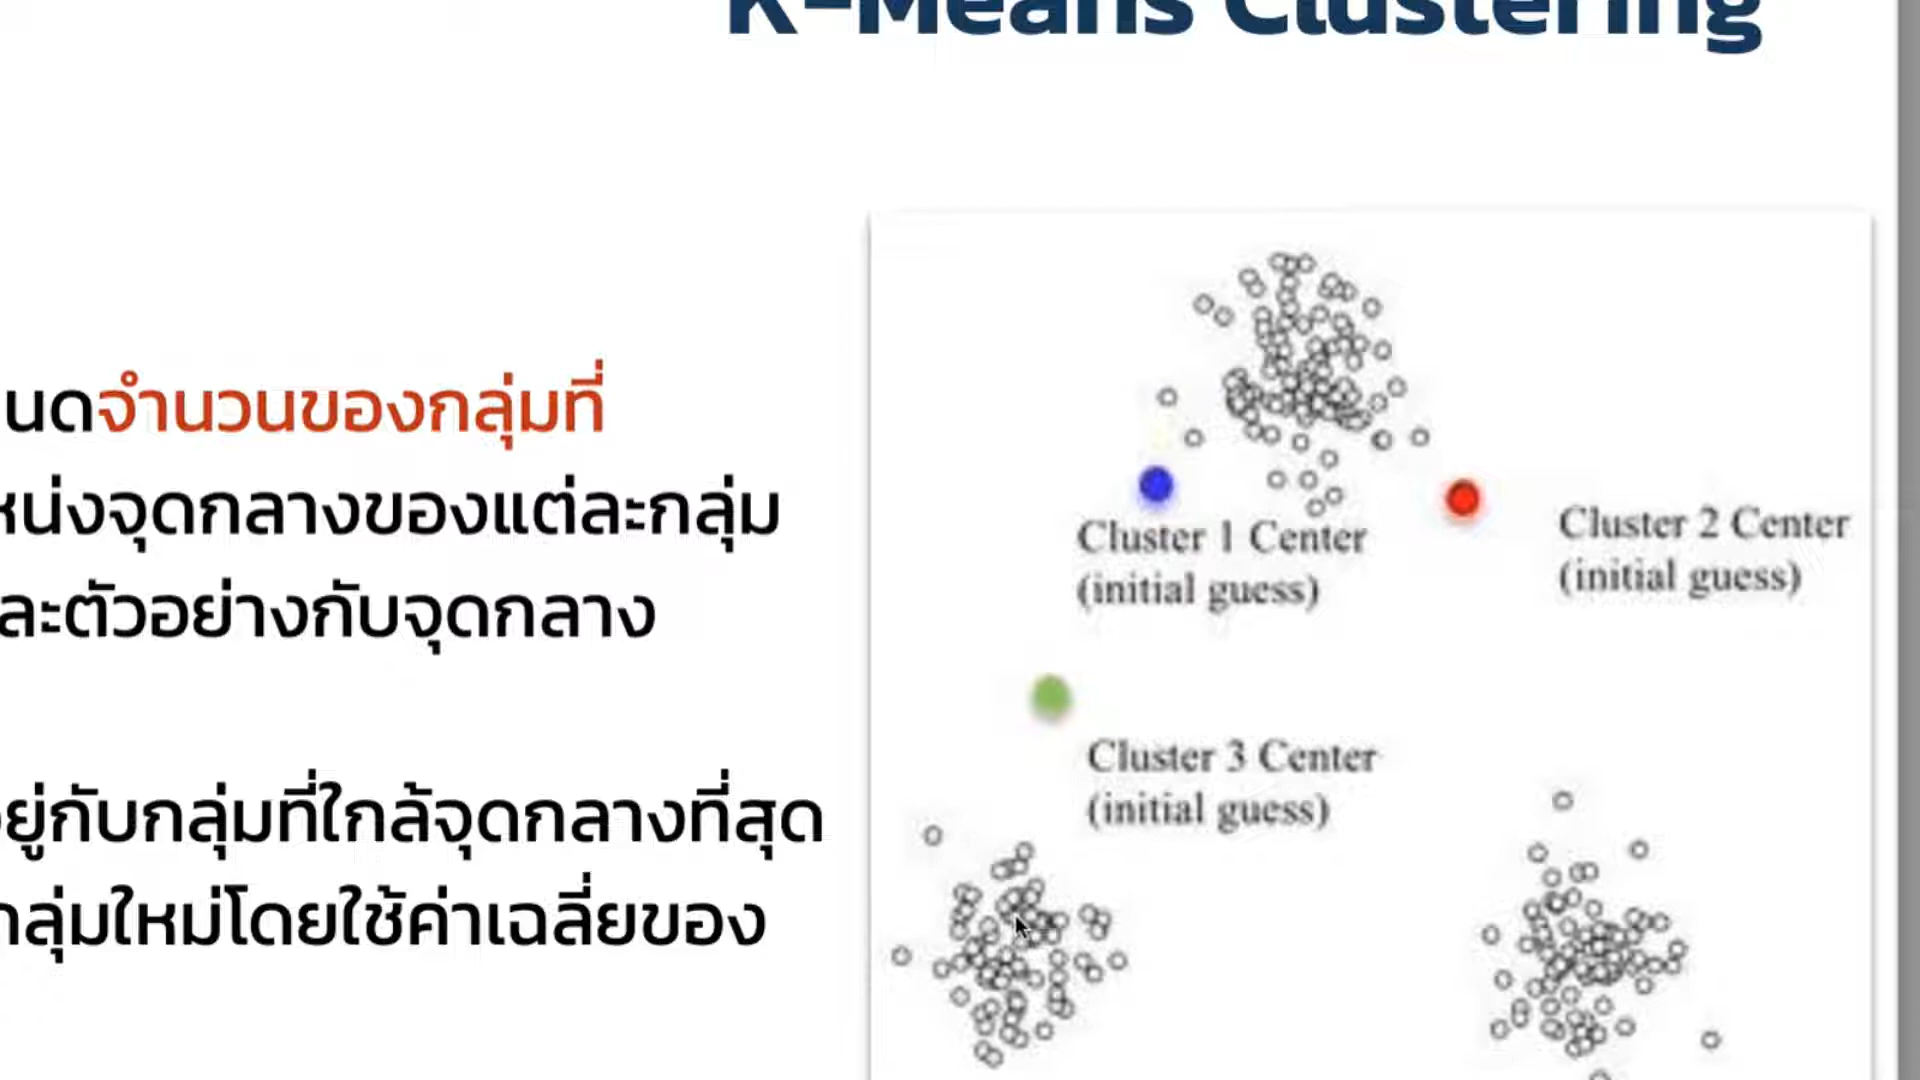 K-Means Clustering
นดจำนวนของกลุ่มที่
หน่งจุดกลางของแต่ละกลุ่ม
ละตัวอย่างกับจุดกลาง
อยู่กับกลุ่มที่ใกล้จุดกลางที่สุด
กลุ่มใหม่โดยใช้ค่าเฉลี่ยของ
Cluster 1 Center
(initial guess)
Cluster 2 Center
(initial guess)
Cluster 3 Center
(initial guess)